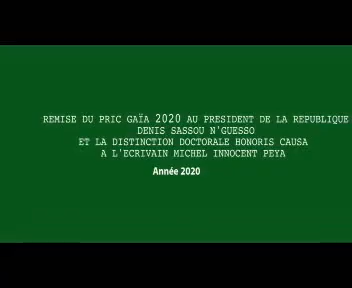 REMISE DU PRIC GAÏA 2020 AU PRESIDENT DE LA REPUBLIQUE
DENIS SASSOU N'GUESSO
ET LA DISTINCTION DOCTORALE HONORIS CAUSA
A L'ECRIVAIN MICHEL INNOCENT PEYA
Année 2020